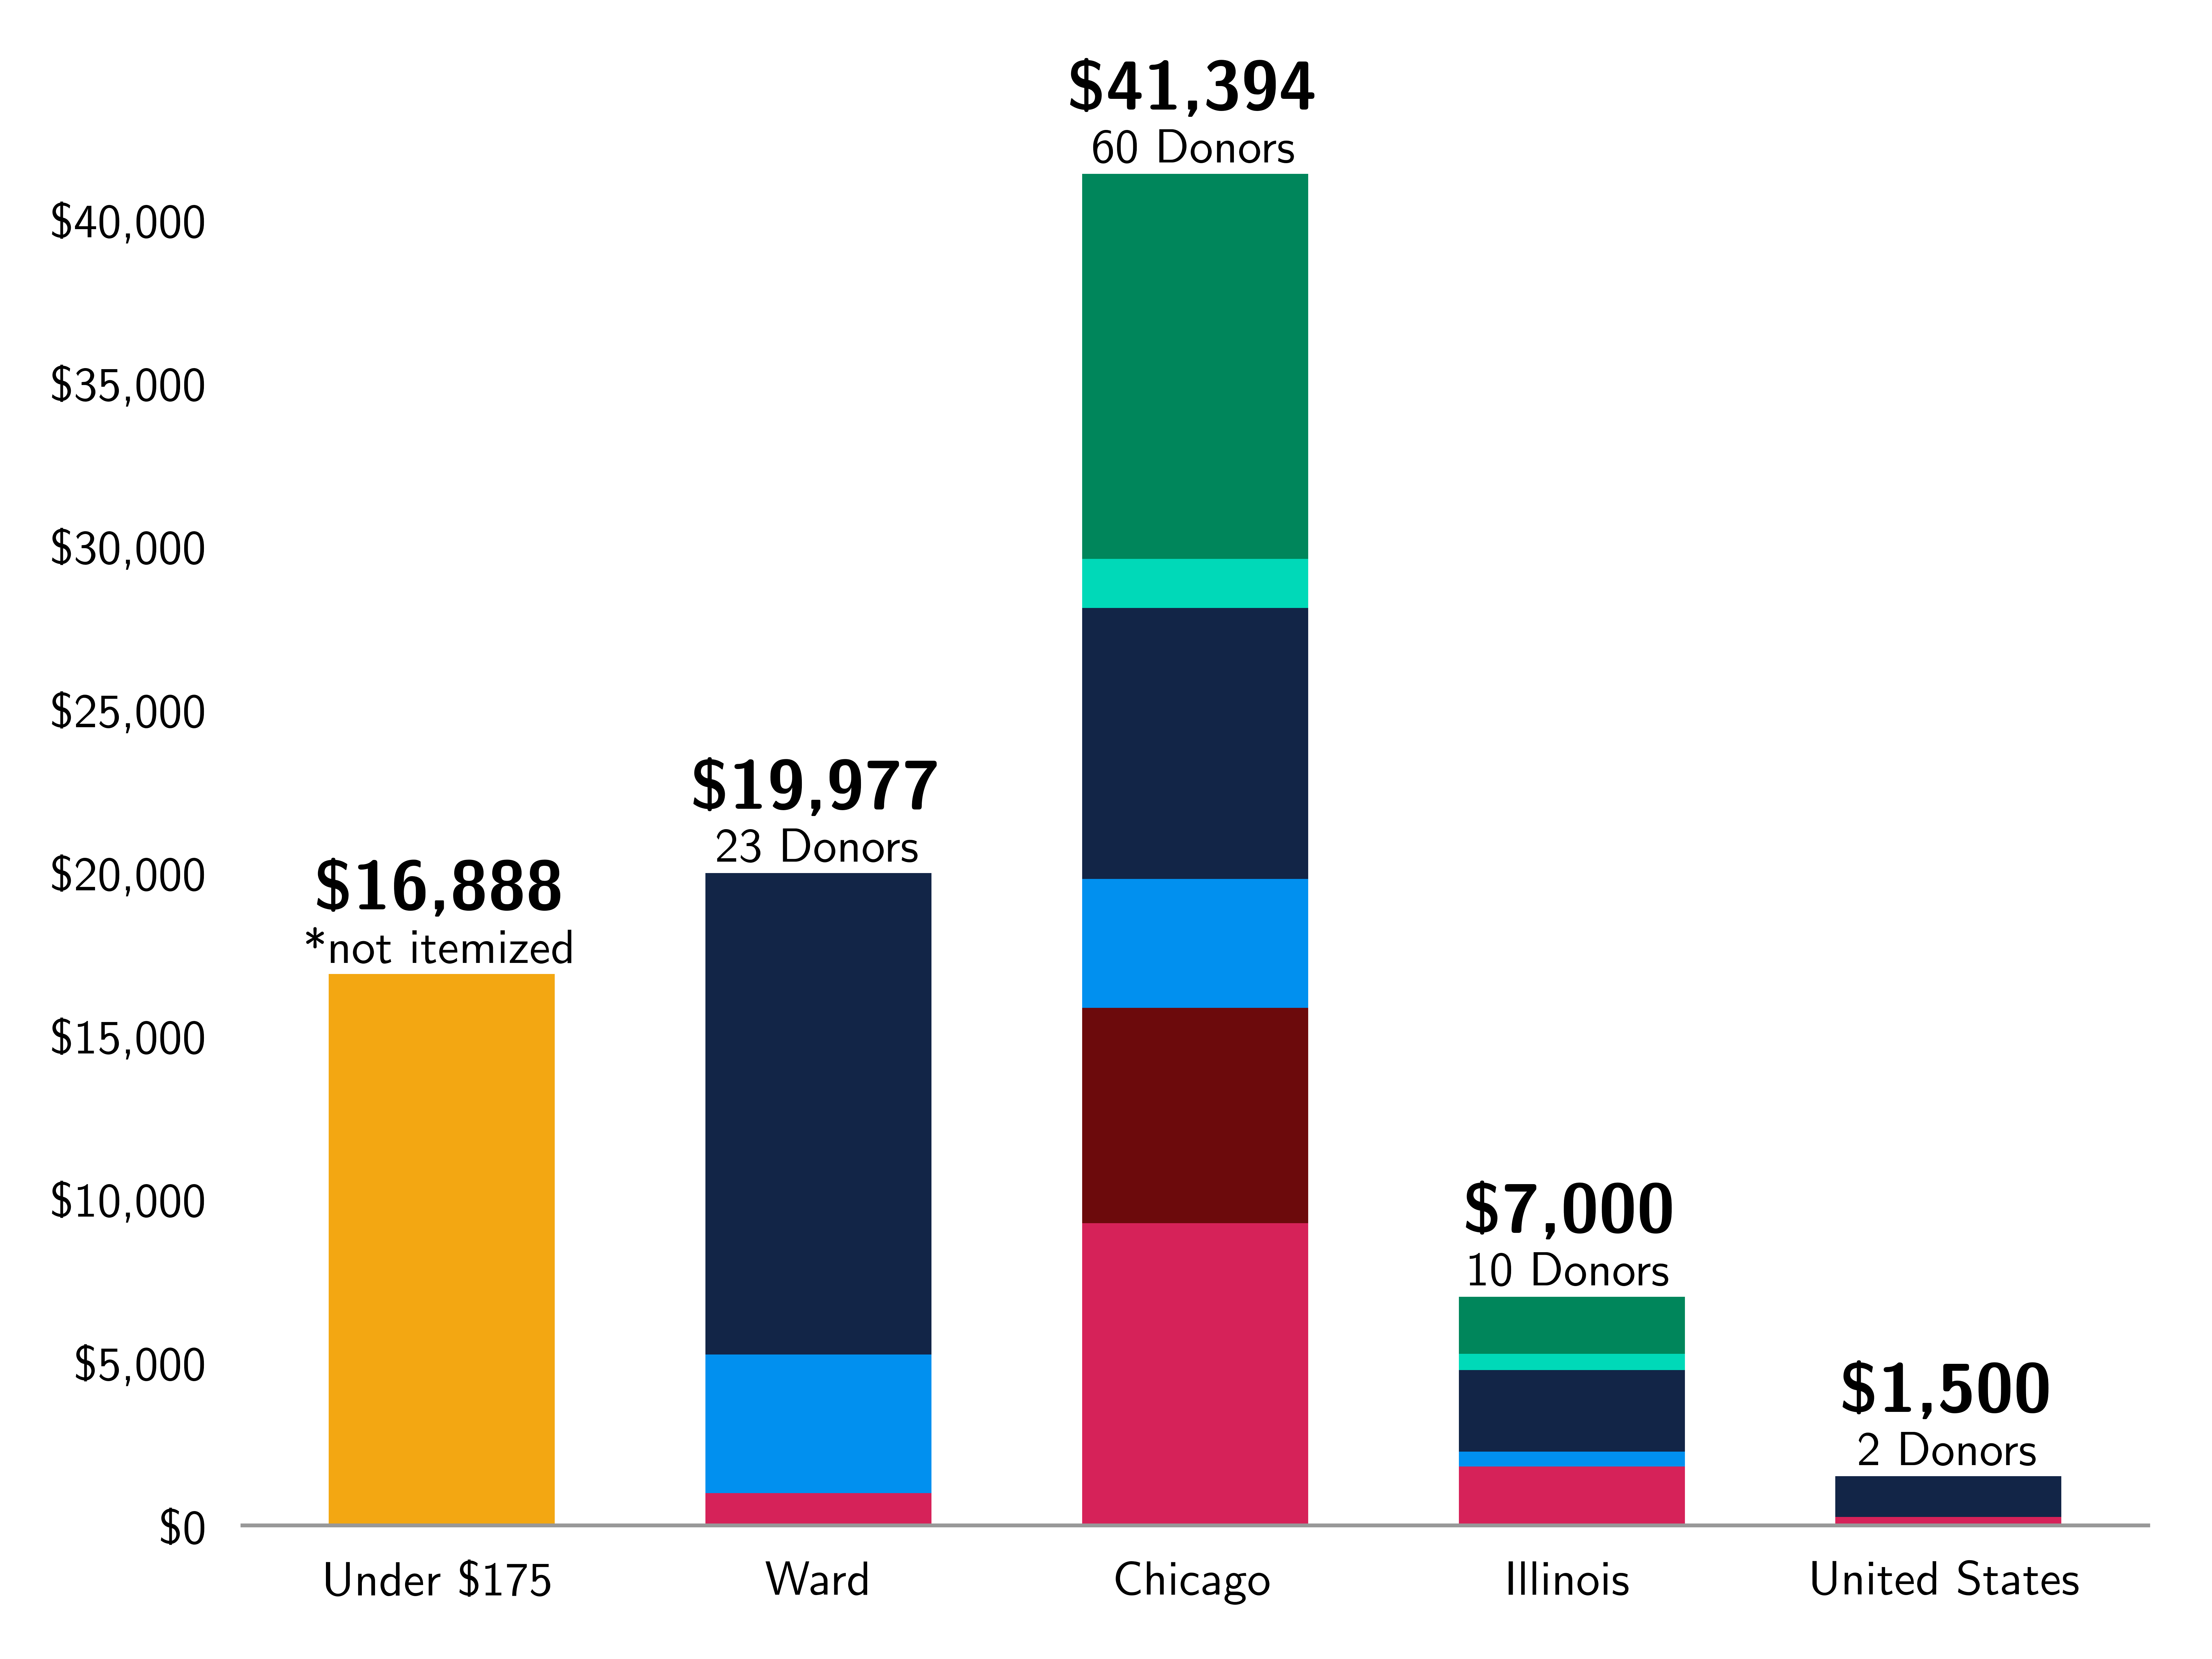 $41,394
60 Donors
$40,000
$35,000
$30,000
$25,000
$19,977
23 Donors
$20,000
$16,888
*not itemized
$15,000
$10,000
$7,000
10 Donors
$5,000
$1,500
2 Donors
$0
Under $175
Ward
Chicago
Illinois
United States